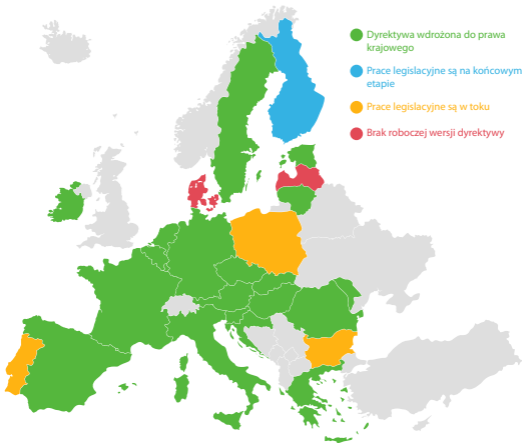 Dyrektywa wdrożona do prawa
krajowego
Prace legislacyjne są na końcowym
etapie
Prace legislacyjne są w toku
Brak roboczej wersji dyrektywy